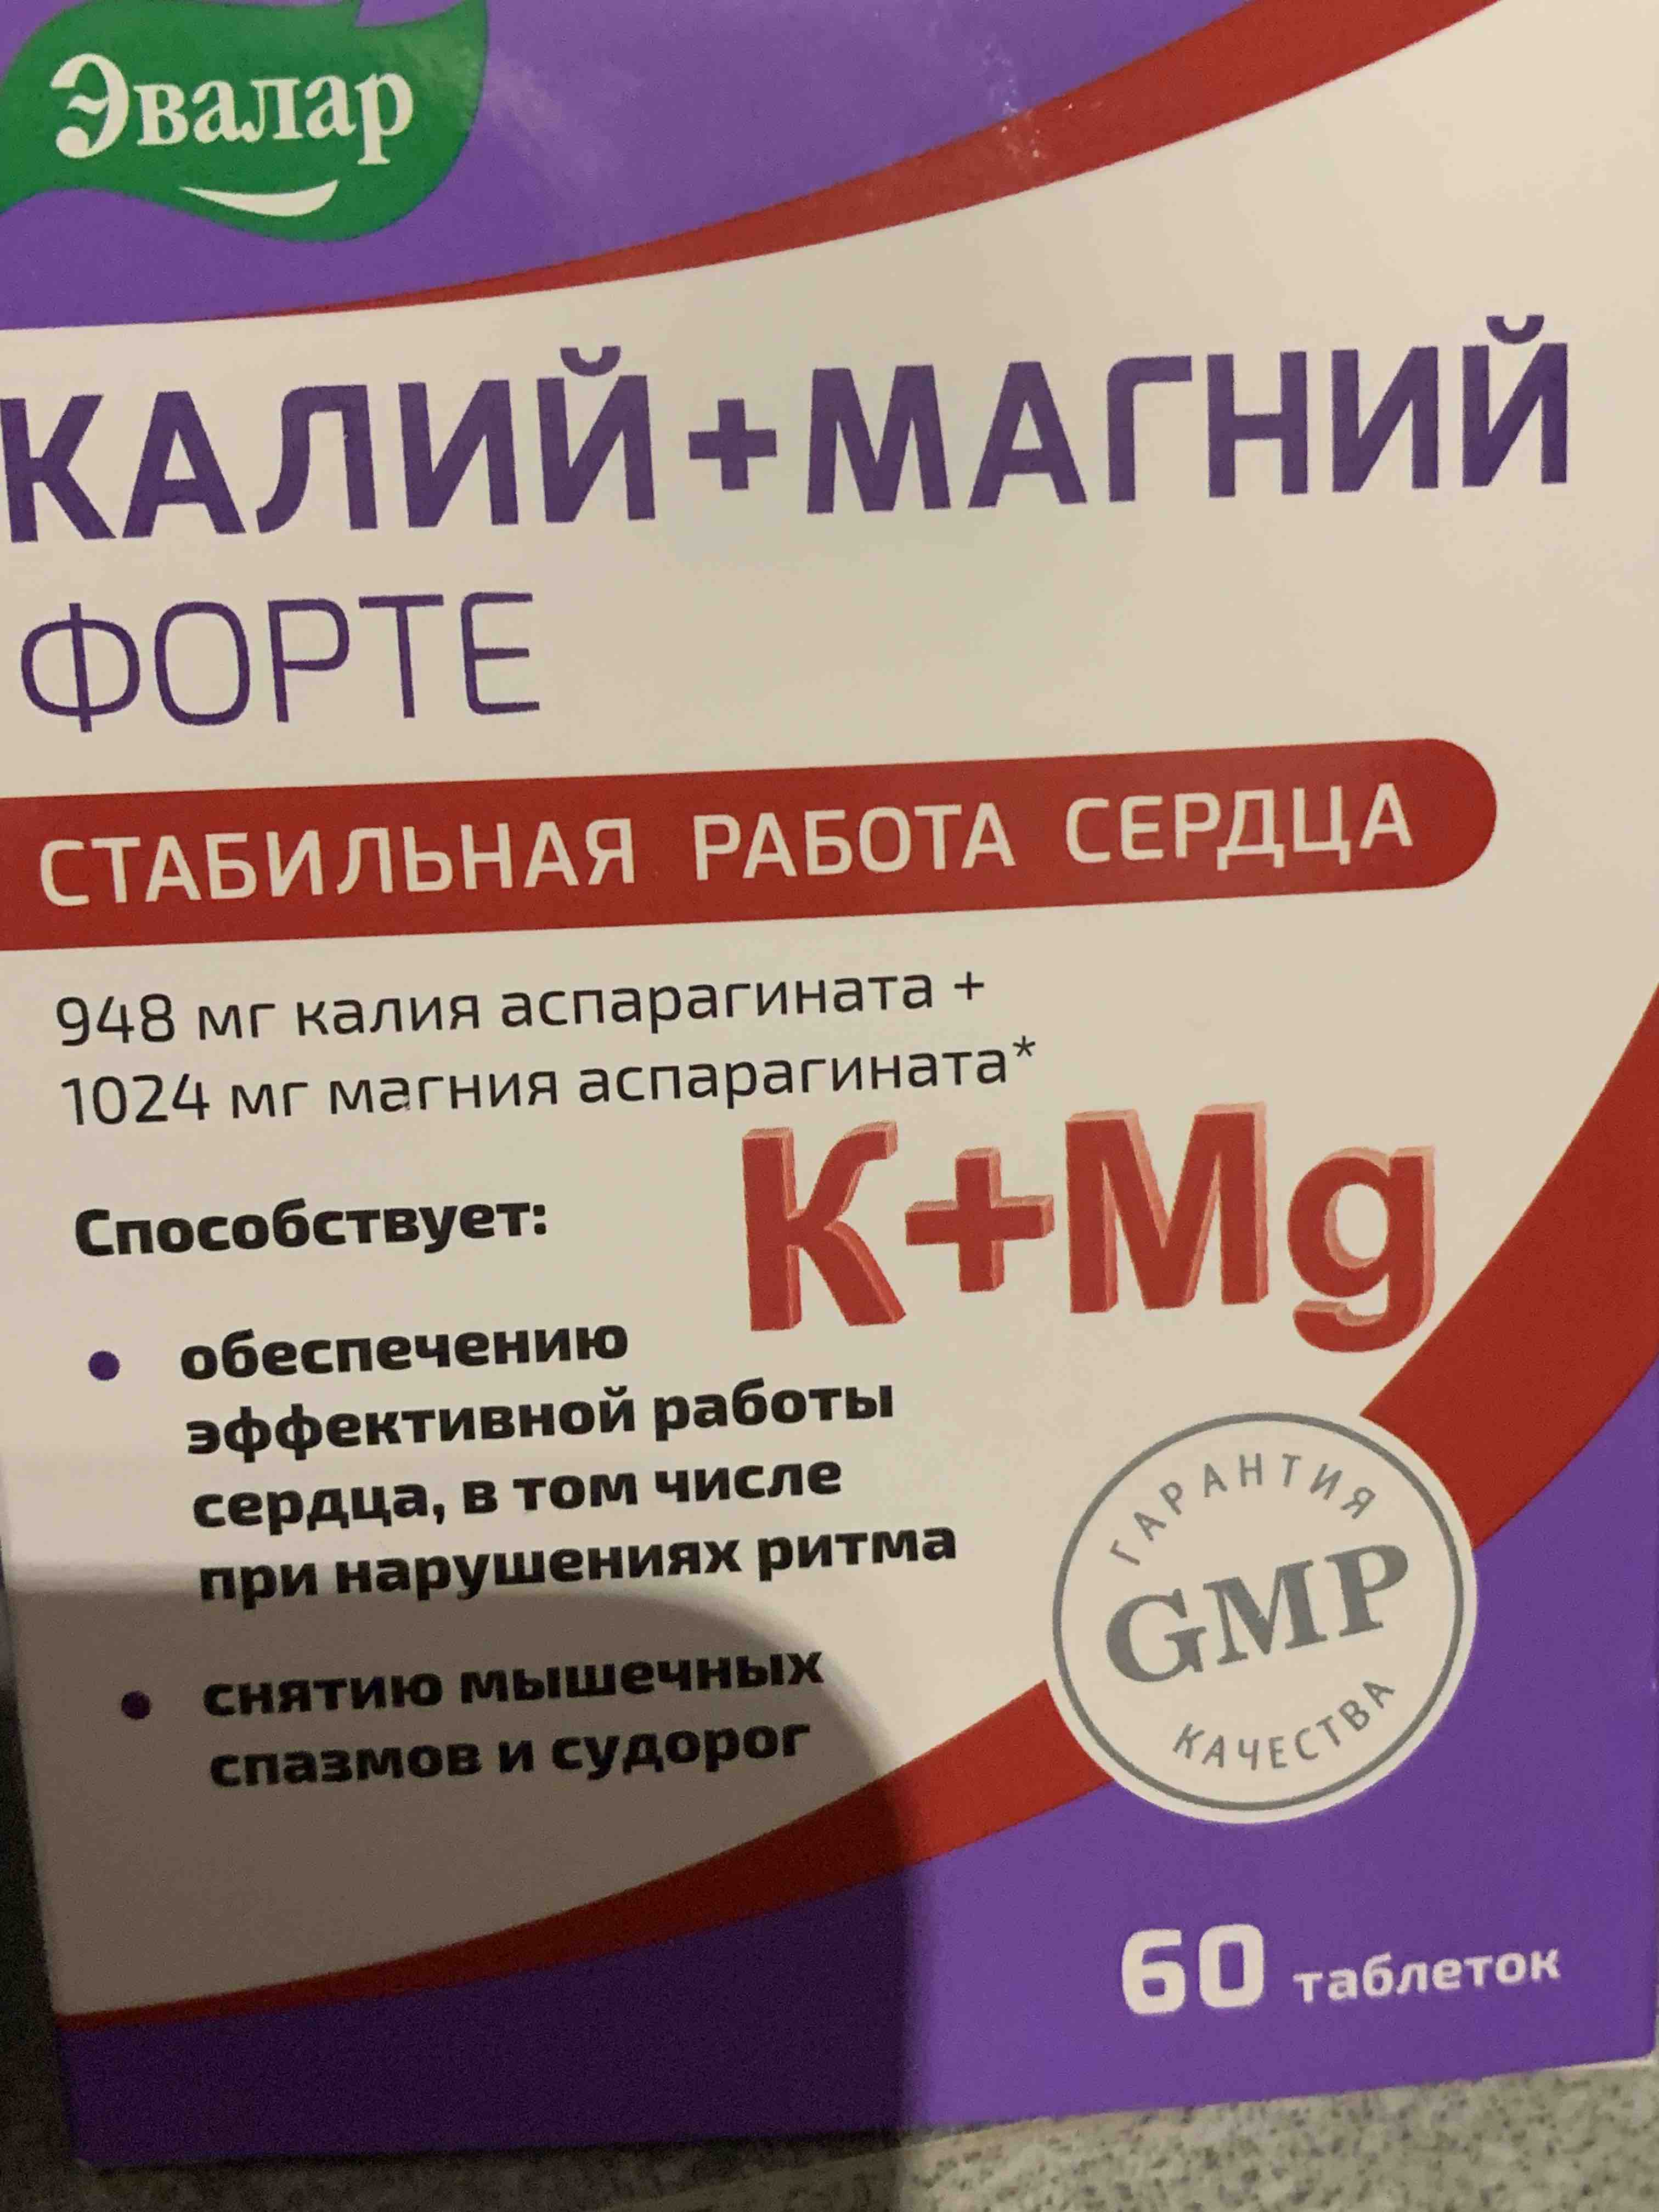 Эвалар
КАЛИЙ+МАГНИЙ
ФОРТЕ
СТАБИЛЬНАЯ РАБОТА СЕРДЦА
948 мг калия аспарагината +
1024 мг магния аспарагината*
K+Mg
Способствует:
• обеспечению
эффективной работы
сердца, в том числе
при нарушениях ритма
• снятию мышечных
спазмов и судорог
ГАРАНТИЯ
GMP
КАЧЕСТВА
60 таблеток